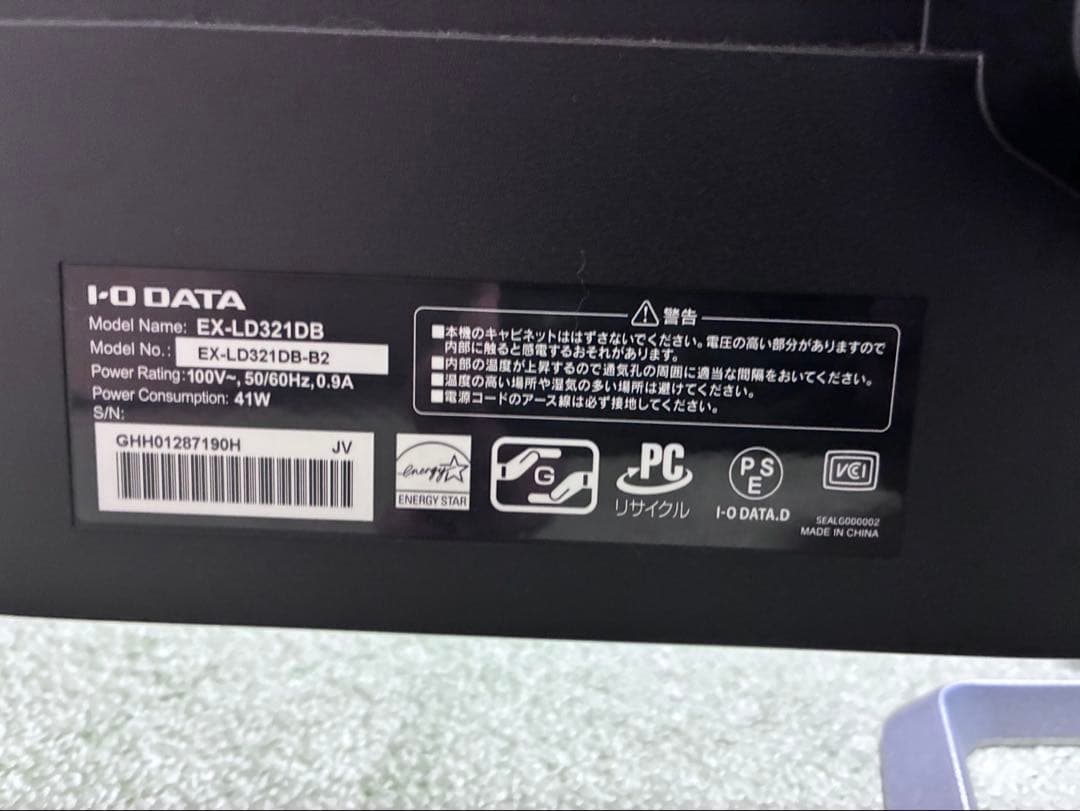 I-O DATA
Model Name: EX-LD321DB
Model No.: EX-LD321DB-B2
Power Rating:100V~, 50/60Hz, 0.9A
Power Consumption: 41W
S/N:
GHH01287190H JV
⚠警告
■本機のキャビネットははずさないでください。電圧の高い部分がありますので
内部に触ると感電するおそれがあります。
■内部の温度が上昇するので通気孔の周囲に適当な間隔をおいてください。
■温度の高い場所や湿気の多い場所は避けてください。
■電源コードのアース線は必ず接地してください。
energy
ENERGY STAR
G
PC
リサイクル
PS
E
I-O DATA.D
VCI
SEALG000002
MADE IN CHINA